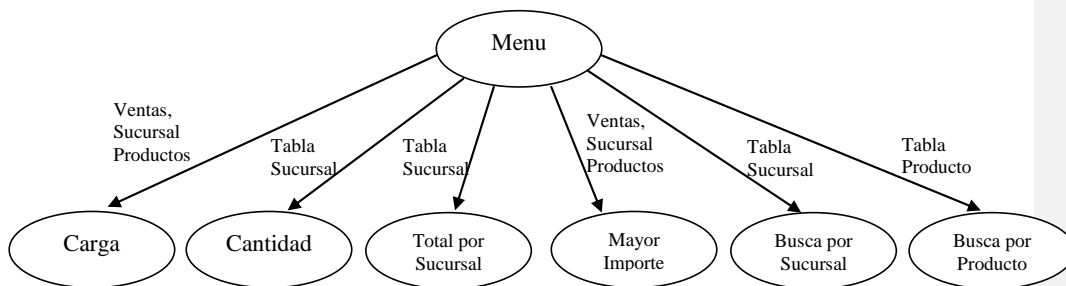 Menu
Ventas,
Sucursal
Productos
Tabla
Sucursal
Tabla
Sucursal
Ventas,
Sucursal
Productos
Tabla
Sucursal
Tabla
Producto
Carga
Cantidad
Total por
Sucursal
Mayor
Importe
Busca por
Sucursal
Busca por
Producto